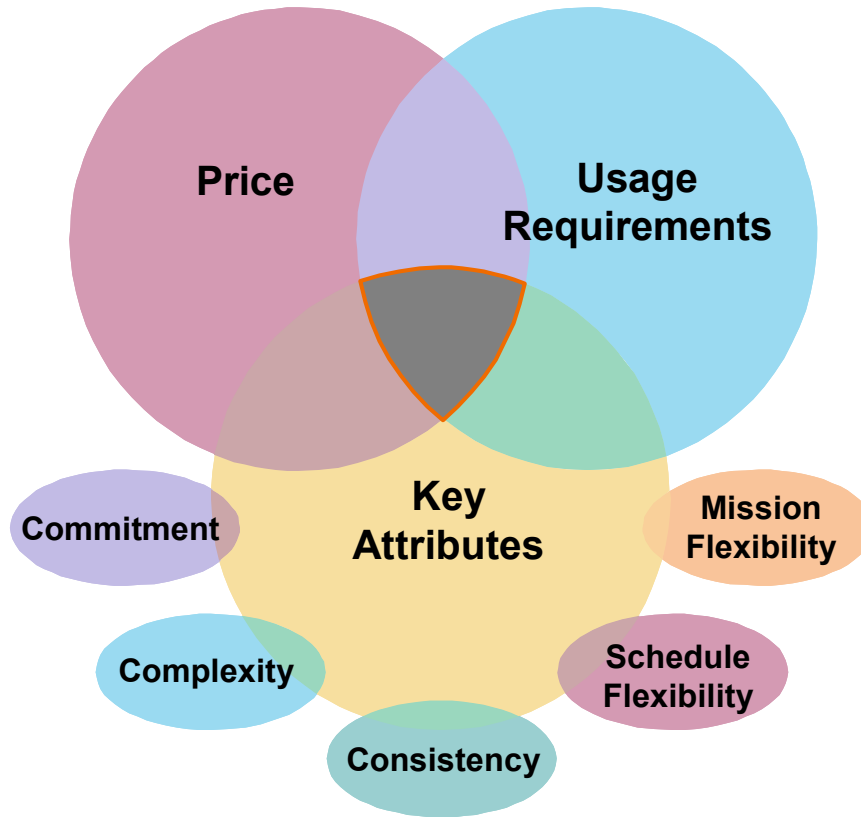 Price
Usage
Requirements
Key
Attributes
Commitment
Mission
Flexibility
Complexity
Schedule
Flexibility
Consistency